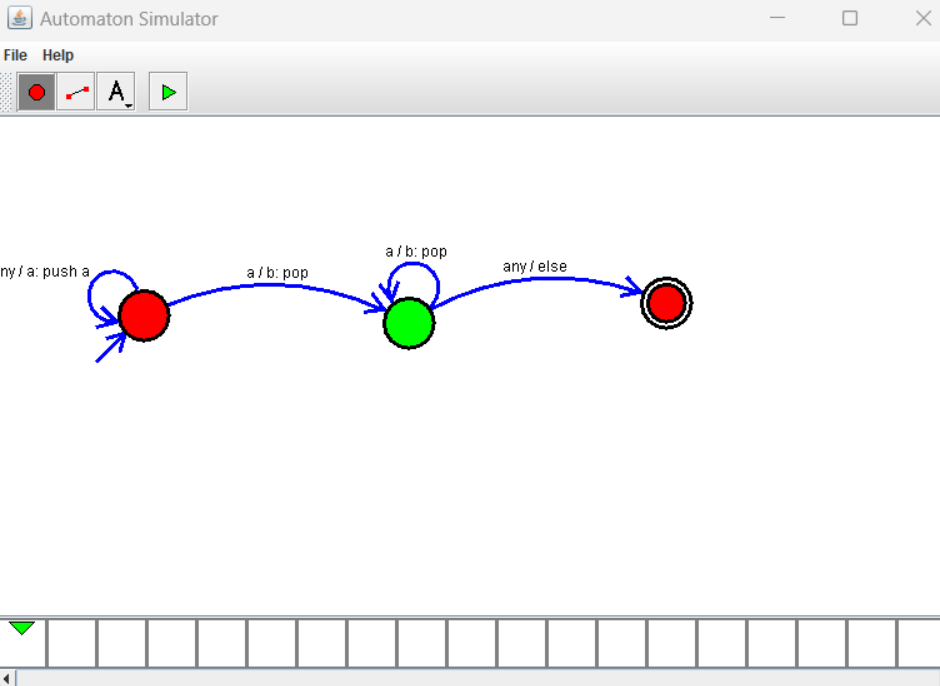 Automaton Simulator
File Help
A
a / b: pop
any / else
ny / a: push a
a / b: pop